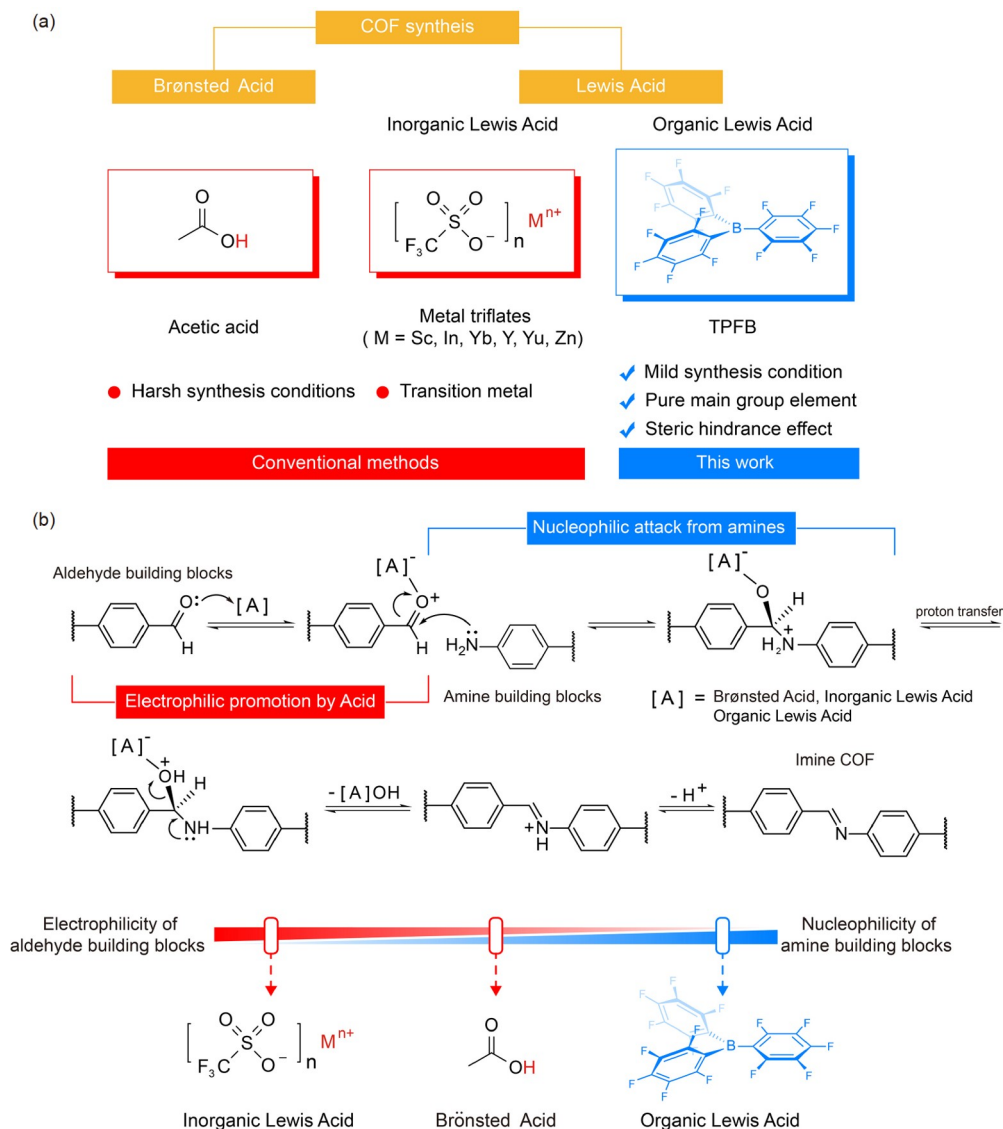 (a)
COF syntheis
Brønsted Acid
Lewis Acid
Inorganic Lewis Acid
Organic Lewis Acid
O
OH
[ F₃C S O O O⁻ ]n Mⁿ⁺
F F F F F F F F F F F F F F F B
Acetic acid
Metal triflates
( M = Sc, In, Yb, Y, Yu, Zn)
TPFB
Harsh synthesis conditions
Transition metal
Mild synthesis condition
Pure main group element
Steric hindrance effect
Conventional methods
This work
(b)
Nucleophilic attack from amines
Aldehyde building blocks
O: [A]
H
[A]⁻
O⁺
H
H₂N
[A]⁻
O
H
H₂N⁺
proton transfer
Electrophilic promotion by Acid
Amine building blocks
[A] = Brønsted Acid, Inorganic Lewis Acid
Organic Lewis Acid
[A]⁻
OH⁺
H
NH
- [A]OH
N⁺
H
- H⁺
Imine COF
N
Electrophilicity of
aldehyde building blocks
Nucleophilicity of
amine building blocks
[ F₃C S O O O⁻ ]n Mⁿ⁺
O
OH
F F F F F F F F F F F F F F F B
Inorganic Lewis Acid
Brönsted Acid
Organic Lewis Acid